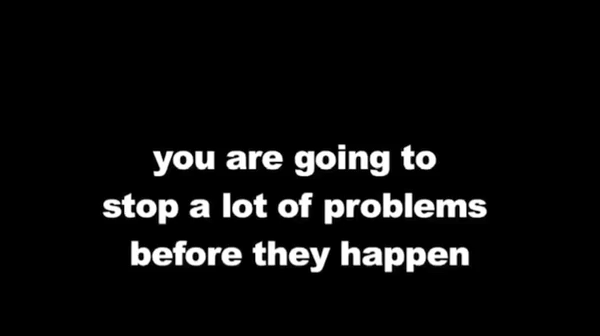 you are going to
stop a lot of problems
before they happen